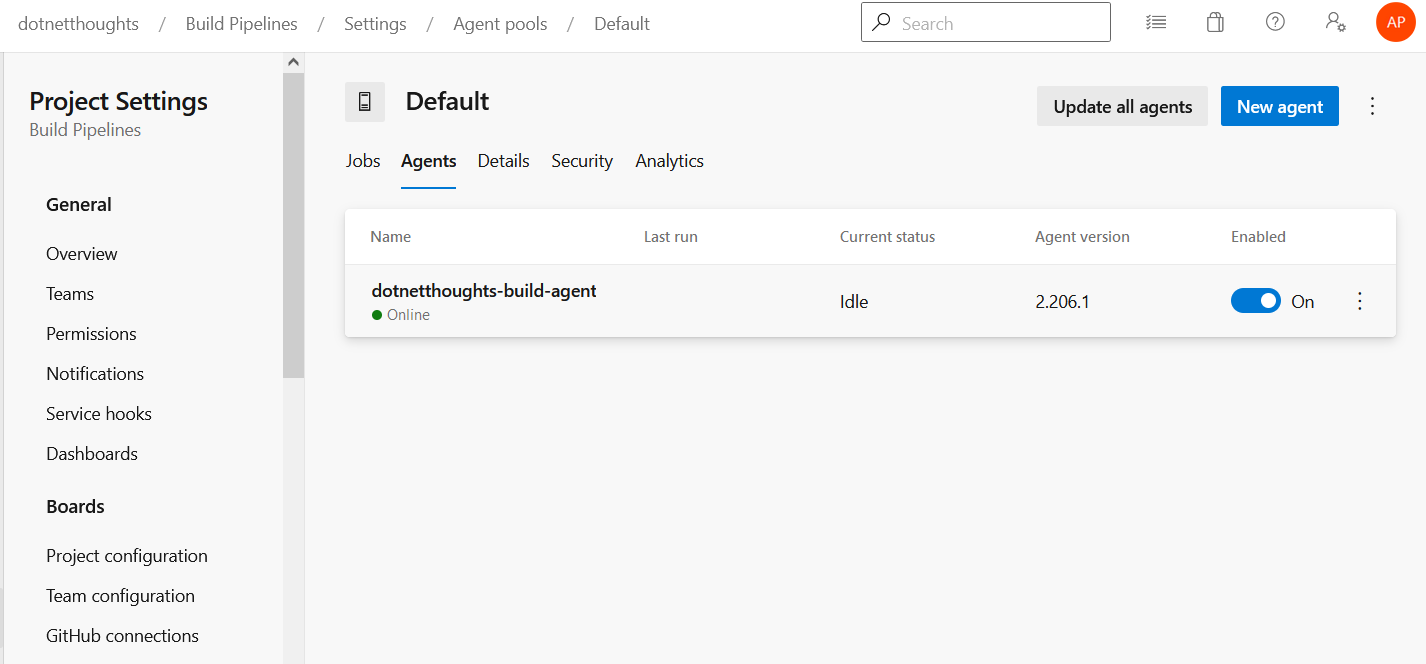 dotnetthoughts / Build Pipelines / Settings / Agent pools / Default
Search
AP
Project Settings
Build Pipelines
General
Overview
Teams
Permissions
Notifications
Service hooks
Dashboards
Boards
Project configuration
Team configuration
GitHub connections
Default
Update all agents
New agent
Jobs Agents Details Security Analytics
Name Last run Current status Agent version Enabled
dotnetthoughts-build-agent
Online
Idle 2.206.1 On